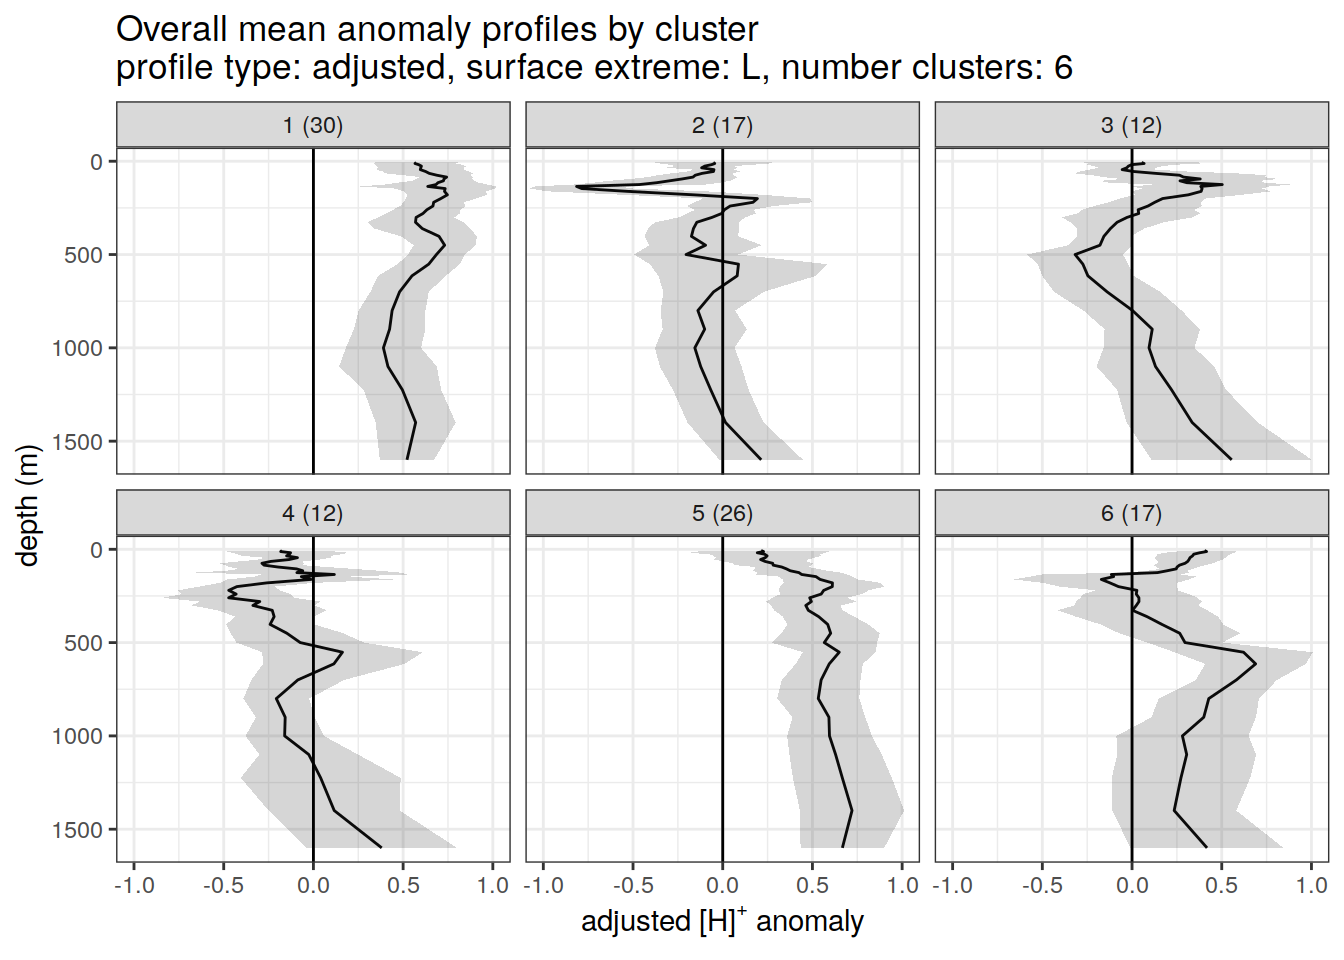 Overall mean anomaly profiles by cluster
profile type: adjusted, surface extreme: L, number clusters: 6
1 (30)
2 (17)
3 (12)
0
500
1000
1500
depth (m)
4 (12)
5 (26)
6 (17)
0
500
1000
1500
-1.0 -0.5 0.0 0.5 1.0
-1.0 -0.5 0.0 0.5 1.0
-1.0 -0.5 0.0 0.5 1.0
adjusted [H]⁺ anomaly